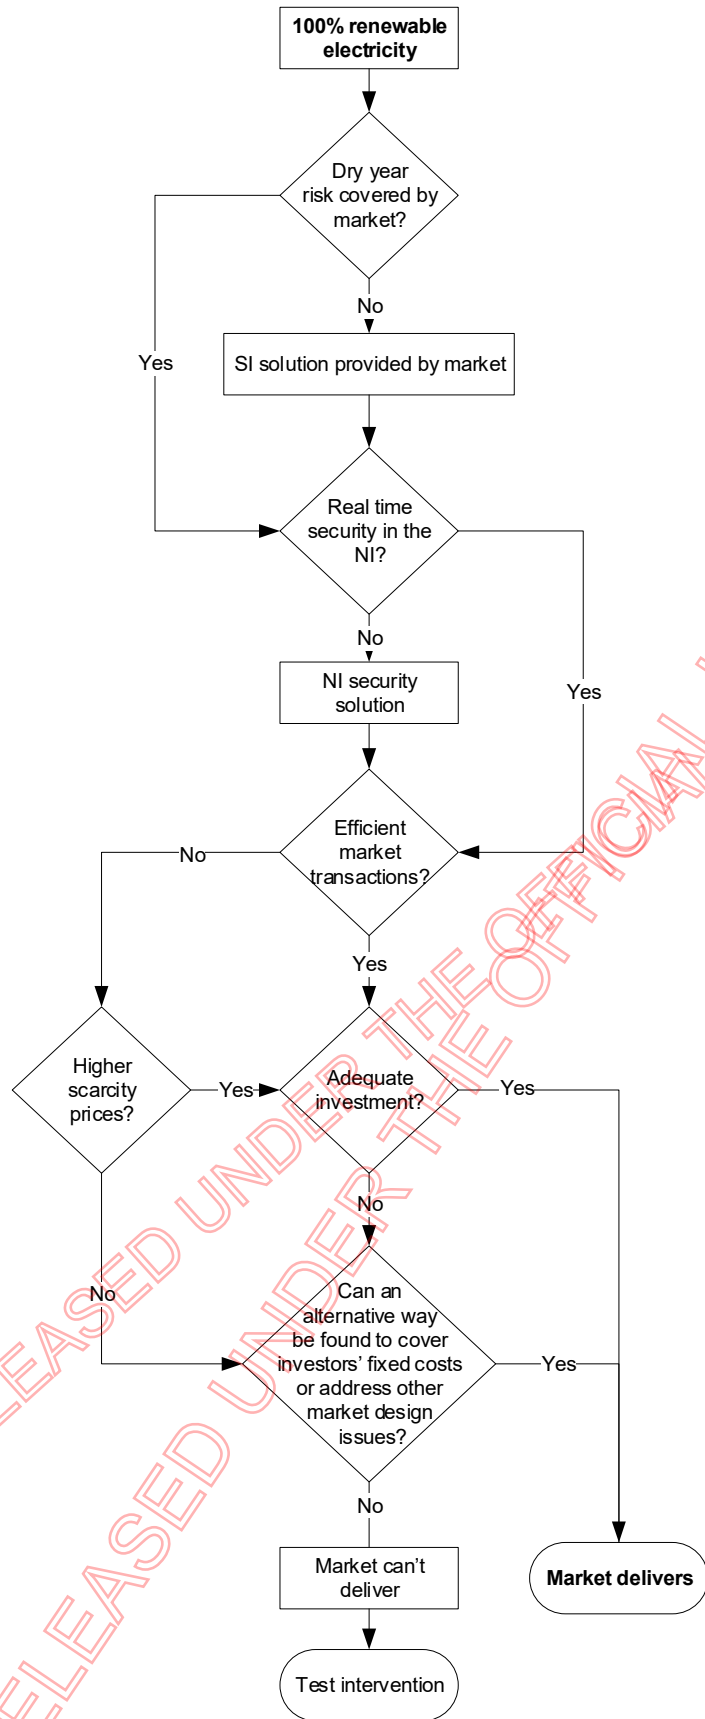 100% renewable
electricity
Dry year
risk covered by
market?
No
Yes
SI solution provided by market
Real time
security in the
NI?
No
Yes
NI security
solution
Efficient
market
transactions?
No
Yes
Higher
scarcity
prices?
Yes
Adequate
investment?
Yes
No
No
Can an
alternative way
be found to cover
investors’ fixed costs
or address other
market design
issues?
Yes
No
Market can’t
deliver
Market delivers
Test intervention
RELEASED UNDER THE OFFICIAL
RELEASED UNDER THE OFFICIAL